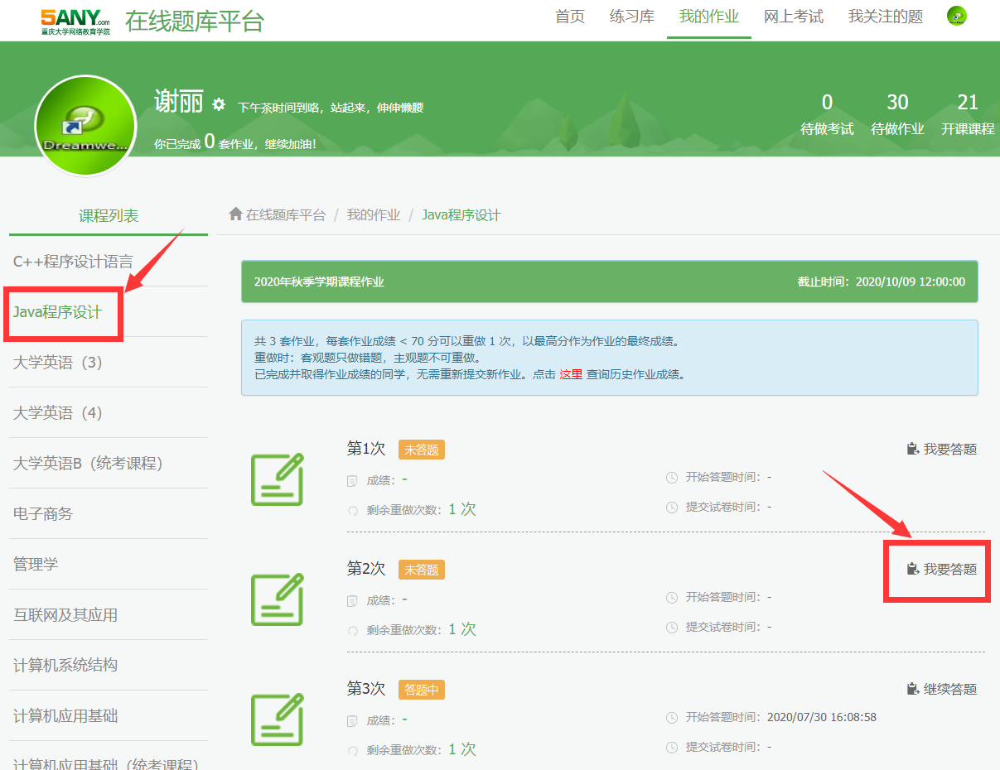 5ANY.com
重庆大学网络教育学院
在线题库平台
首页 练习库 我的作业 网上考试 我关注的题
谢丽 下午茶时间到咯，站起来，伸伸懒腰
你已完成 0 套作业，继续加油!
Dreamwe...
0 30 21
待做考试 待做作业 开课课程
课程列表
C++程序设计语言
Java程序设计
大学英语（3）
大学英语（4）
大学英语B（统考课程）
电子商务
管理学
互联网及其应用
计算机系统结构
计算机应用基础
计算机应用基础（统考课程）
在线题库平台 / 我的作业 / Java程序设计
2020年秋季学期课程作业 截止时间：2020/10/09 12:00:00
共 3 套作业，每套作业成绩 < 70 分可以重做 1 次，以最高分作为作业的最终成绩。
重做时：客观题只做错题，主观题不可重做。
已完成并取得作业成绩的同学，无需重新提交新作业。点击 这里 查询历史作业成绩。
第1次 未答题 我要答题
成绩：- 开始答题时间：-
剩余重做次数：1 次 提交试卷时间：-
第2次 未答题 我要答题
成绩：- 开始答题时间：-
剩余重做次数：1 次 提交试卷时间：-
第3次 答题中 继续答题
成绩：- 开始答题时间：2020/07/30 16:08:58
剩余重做次数：1 次 提交试卷时间：-